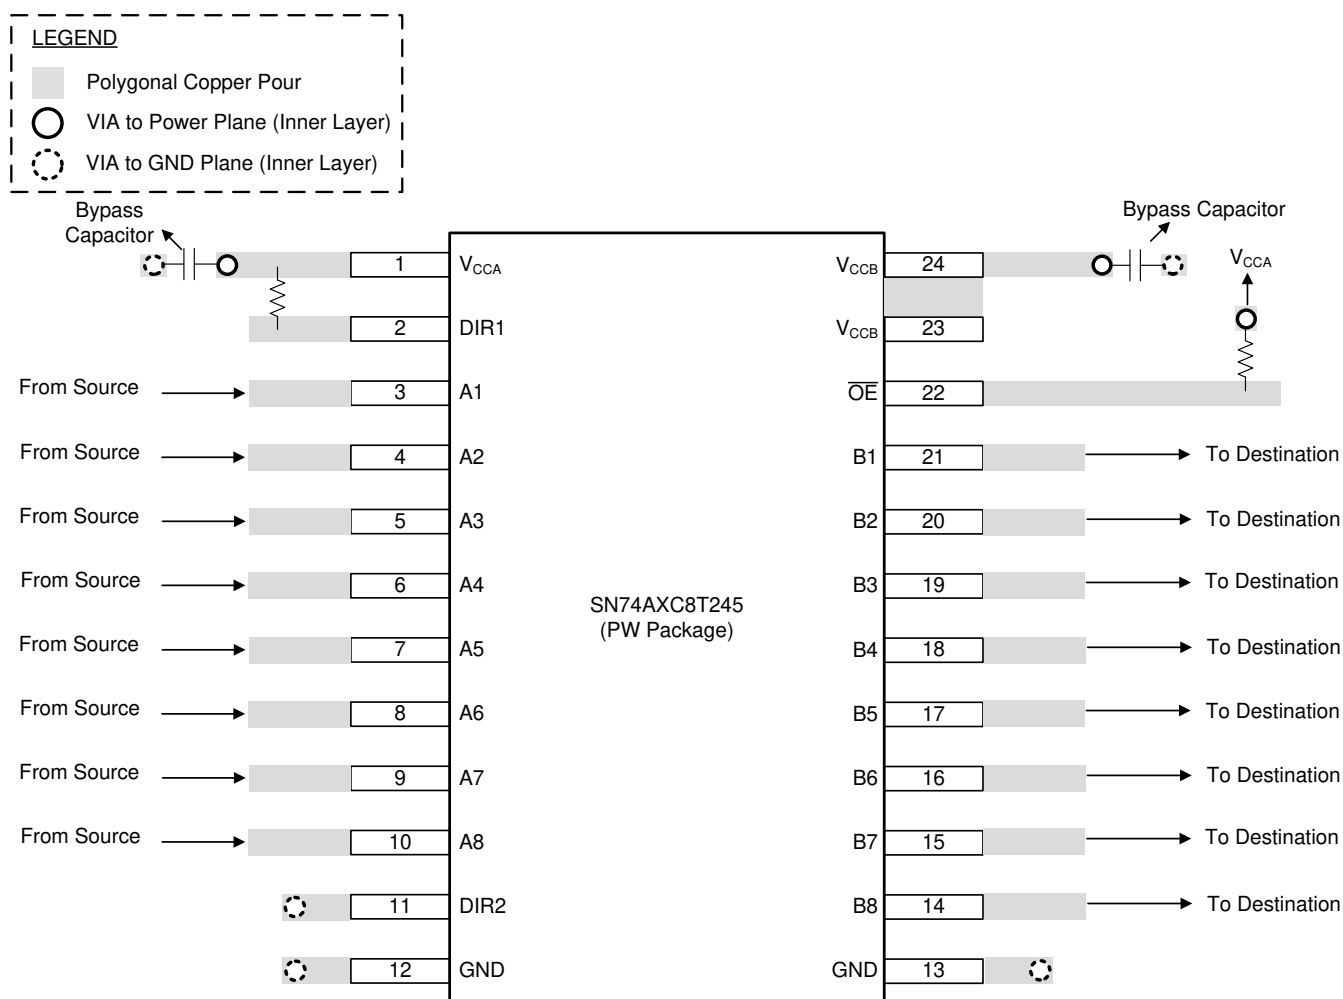 LEGEND
Polygonal Copper Pour
VIA to Power Plane (Inner Layer)
VIA to GND Plane (Inner Layer)
Bypass
Capacitor
Bypass Capacitor
VCCA
1 VCCA
VCCB 24
2 DIR1
VCCB 23
From Source 3 A1
OE 22
From Source 4 A2
B1 21 To Destination
From Source 5 A3
B2 20 To Destination
From Source 6 A4
B3 19 To Destination
SN74AXC8T245
(PW Package)
From Source 7 A5
B4 18 To Destination
From Source 8 A6
B5 17 To Destination
From Source 9 A7
B6 16 To Destination
From Source 10 A8
B7 15 To Destination
11 DIR2
B8 14 To Destination
12 GND
GND 13